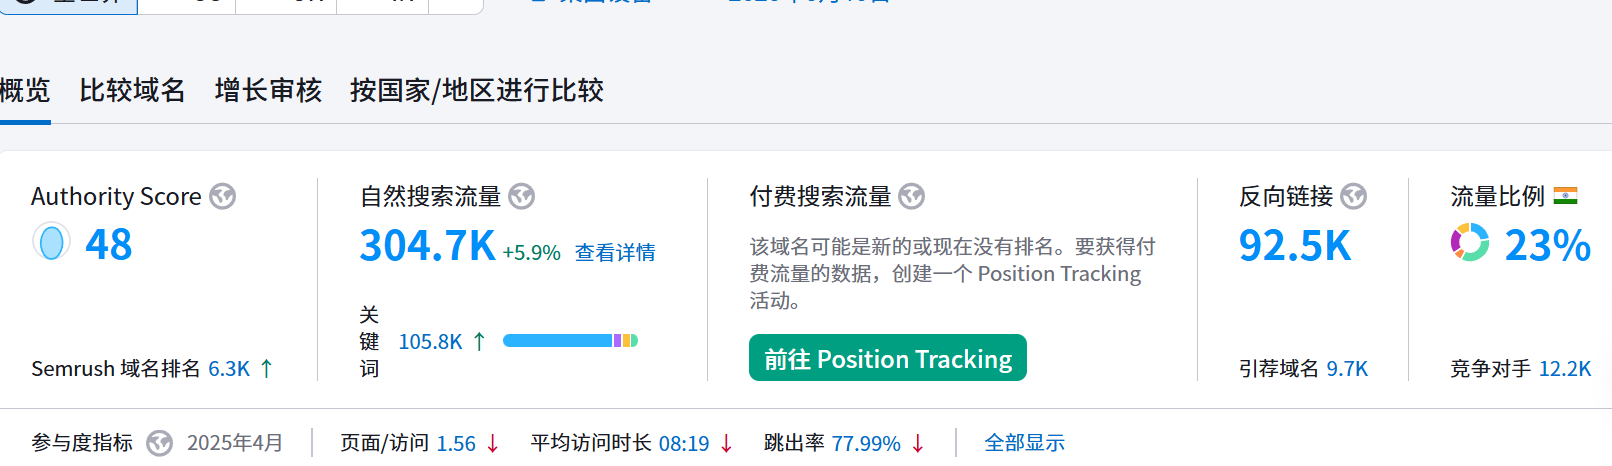 概览 比较域名 增长审核 按国家/地区进行比较
Authority Score
48
Semrush 域名排名 6.3K ↑
自然搜索流量
304.7K +5.9% 查看详情
关
键
词
105.8K ↑
付费搜索流量
该域名可能是新的或现在没有排名。要获得付
费流量的数据，创建一个 Position Tracking
活动。
前往 Position Tracking
反向链接
92.5K
引荐域名 9.7K
流量比例
23%
竞争对手 12.2K
参与度指标 2025年4月 页面/访问 1.56 ↓ 平均访问时长 08:19 ↓ 跳出率 77.99% ↓ 全部显示